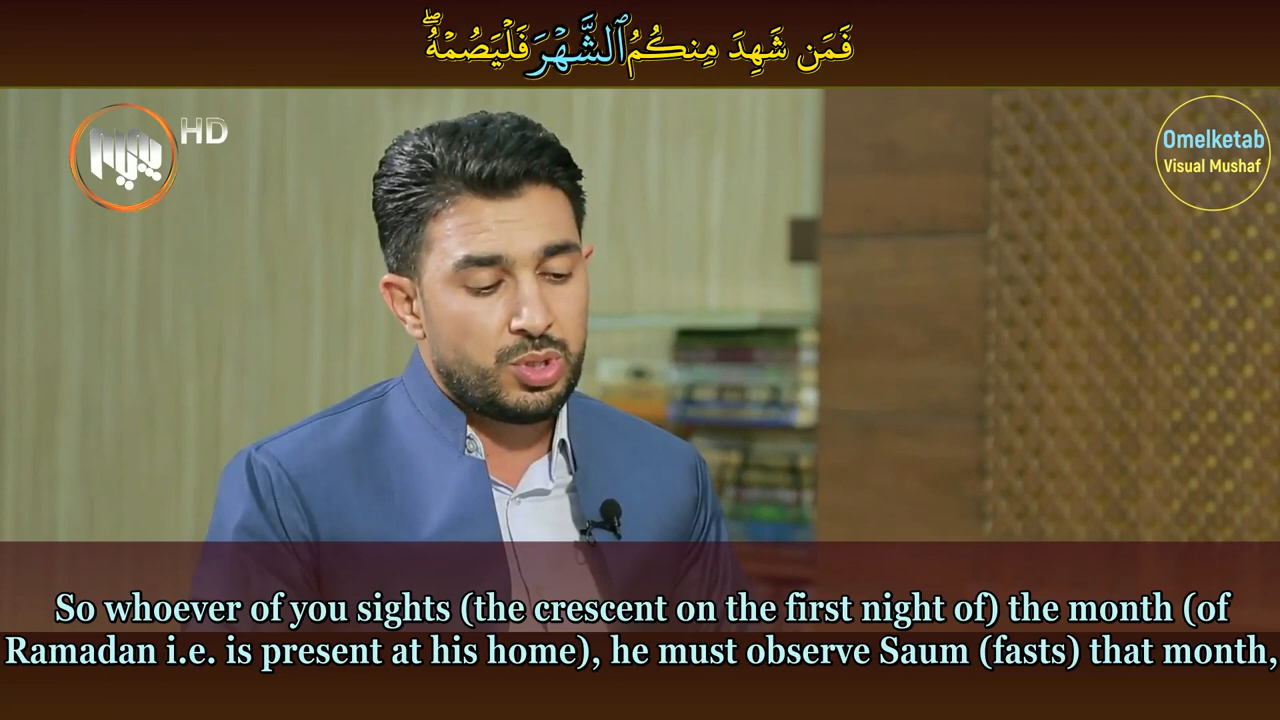 فَمَن شَهِدَ مِنكُمُ ٱلشَّهْرَ فَلْيَصُمْهُ ۖ
HD
Omelketab
Visual Mushaf
So whoever of you sights (the crescent on the first night of) the month (of
Ramadan i.e. is present at his home), he must observe Saum (fasts) that month,